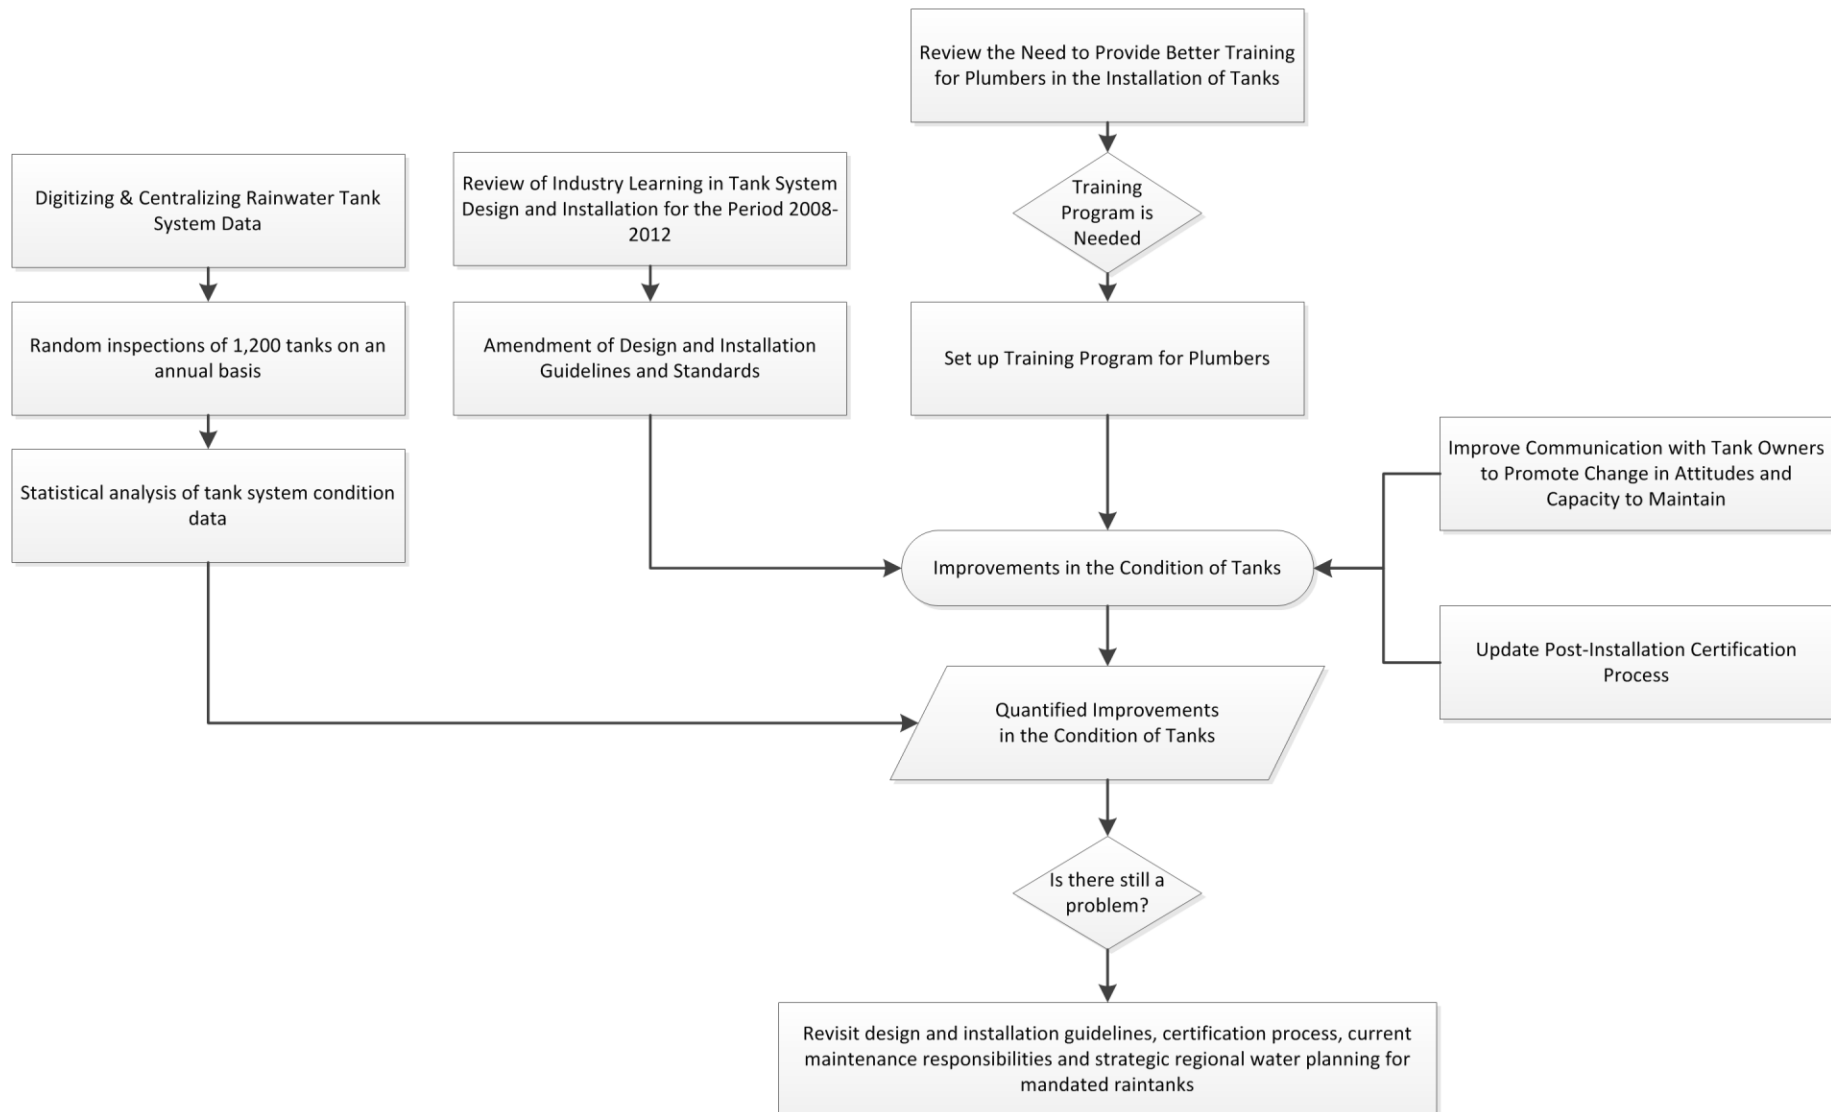 Review the Need to Provide Better Training
for Plumbers in the Installation of Tanks
Training
Program is
Needed
Digitizing & Centralizing Rainwater Tank
System Data
Review of Industry Learning in Tank System
Design and Installation for the Period 2008-
2012
Random inspections of 1,200 tanks on an
annual basis
Amendment of Design and Installation
Guidelines and Standards
Set up Training Program for Plumbers
Statistical analysis of tank system condition
data
Improve Communication with Tank Owners
to Promote Change in Attitudes and
Capacity to Maintain
Improvements in the Condition of Tanks
Update Post-Installation Certification
Process
Quantified Improvements
in the Condition of Tanks
Is there still a
problem?
Revisit design and installation guidelines, certification process, current
maintenance responsibilities and strategic regional water planning for
mandated raintanks